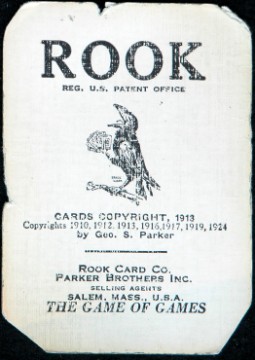 ROOK
REG. U.S. PATENT OFFICE
CARDS COPYRIGHT, 1913
Copyrights 1910, 1912, 1913, 1916, 1917, 1919, 1924
by Geo. S. Parker
ROOK CARD CO.
PARKER BROTHERS INC.
SELLING AGENTS
SALEM, MASS., U.S.A.
THE GAME OF GAMES